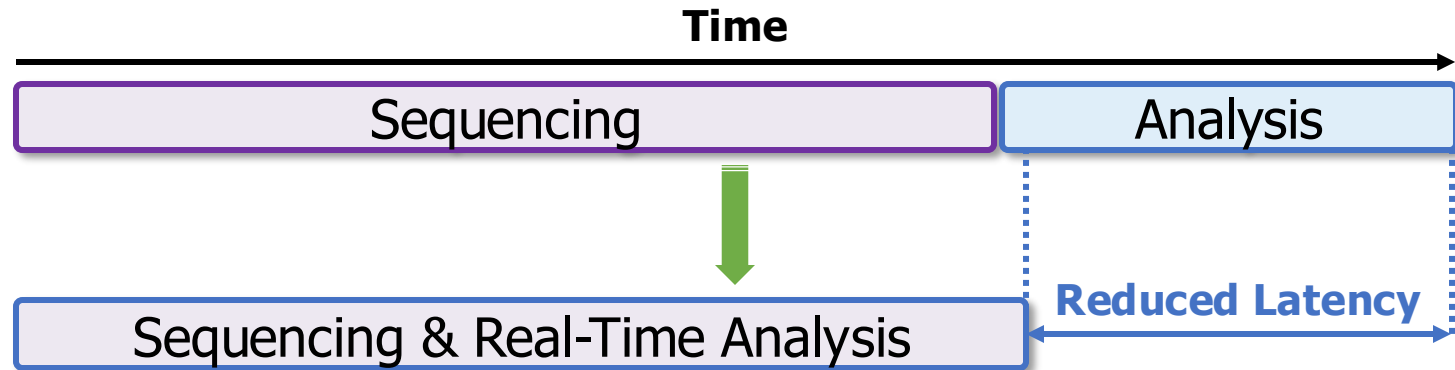 Time
Sequencing
Analysis
Reduced Latency
Sequencing & Real-Time Analysis